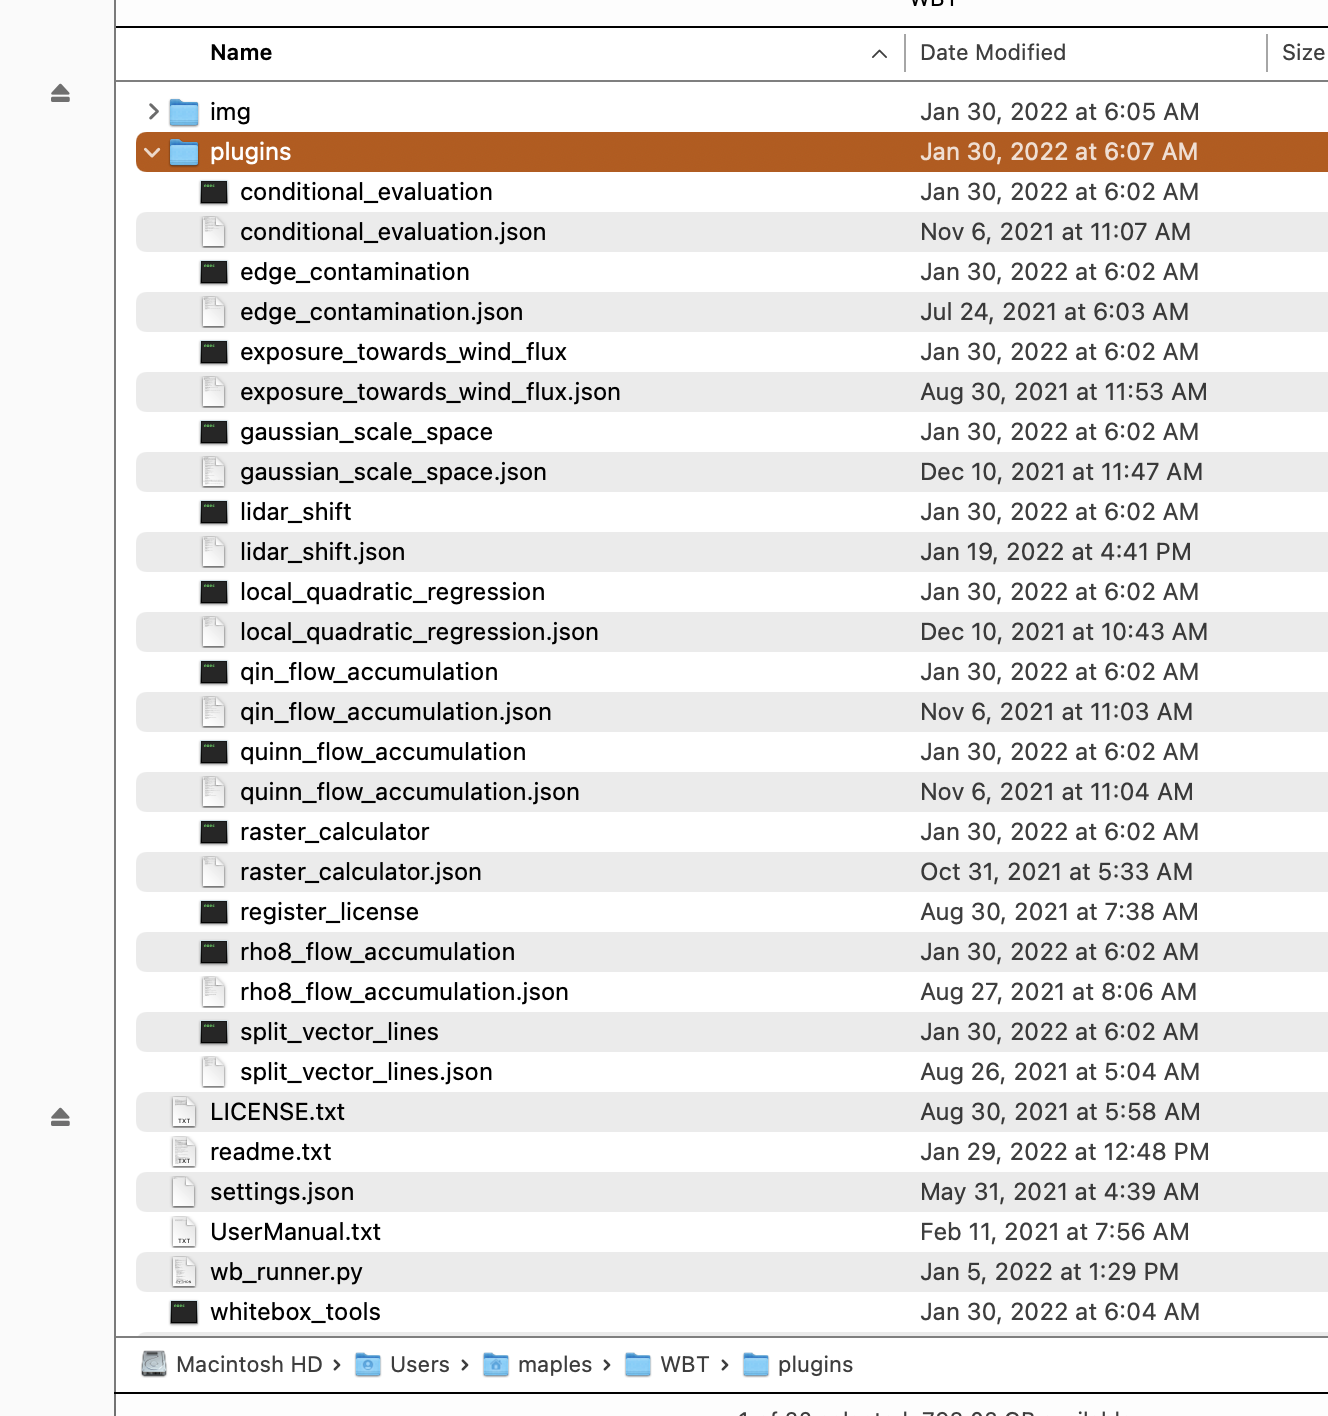 WBT
Name Date Modified Size
img Jan 30, 2022 at 6:05 AM
plugins Jan 30, 2022 at 6:07 AM
conditional_evaluation Jan 30, 2022 at 6:02 AM
conditional_evaluation.json Nov 6, 2021 at 11:07 AM
edge_contamination Jan 30, 2022 at 6:02 AM
edge_contamination.json Jul 24, 2021 at 6:03 AM
exposure_towards_wind_flux Jan 30, 2022 at 6:02 AM
exposure_towards_wind_flux.json Aug 30, 2021 at 11:53 AM
gaussian_scale_space Jan 30, 2022 at 6:02 AM
gaussian_scale_space.json Dec 10, 2021 at 11:47 AM
lidar_shift Jan 30, 2022 at 6:02 AM
lidar_shift.json Jan 19, 2022 at 4:41 PM
local_quadratic_regression Jan 30, 2022 at 6:02 AM
local_quadratic_regression.json Dec 10, 2021 at 10:43 AM
qin_flow_accumulation Jan 30, 2022 at 6:02 AM
qin_flow_accumulation.json Nov 6, 2021 at 11:03 AM
quinn_flow_accumulation Jan 30, 2022 at 6:02 AM
quinn_flow_accumulation.json Nov 6, 2021 at 11:04 AM
raster_calculator Jan 30, 2022 at 6:02 AM
raster_calculator.json Oct 31, 2021 at 5:33 AM
register_license Aug 30, 2021 at 7:38 AM
rho8_flow_accumulation Jan 30, 2022 at 6:02 AM
rho8_flow_accumulation.json Aug 27, 2021 at 8:06 AM
split_vector_lines Jan 30, 2022 at 6:02 AM
split_vector_lines.json Aug 26, 2021 at 5:04 AM
LICENSE.txt Aug 30, 2021 at 5:58 AM
readme.txt Jan 29, 2022 at 12:48 PM
settings.json May 31, 2021 at 4:39 AM
UserManual.txt Feb 11, 2021 at 7:56 AM
wb_runner.py Jan 5, 2022 at 1:29 PM
whitebox_tools Jan 30, 2022 at 6:04 AM
Macintosh HD › Users › maples › WBT › plugins